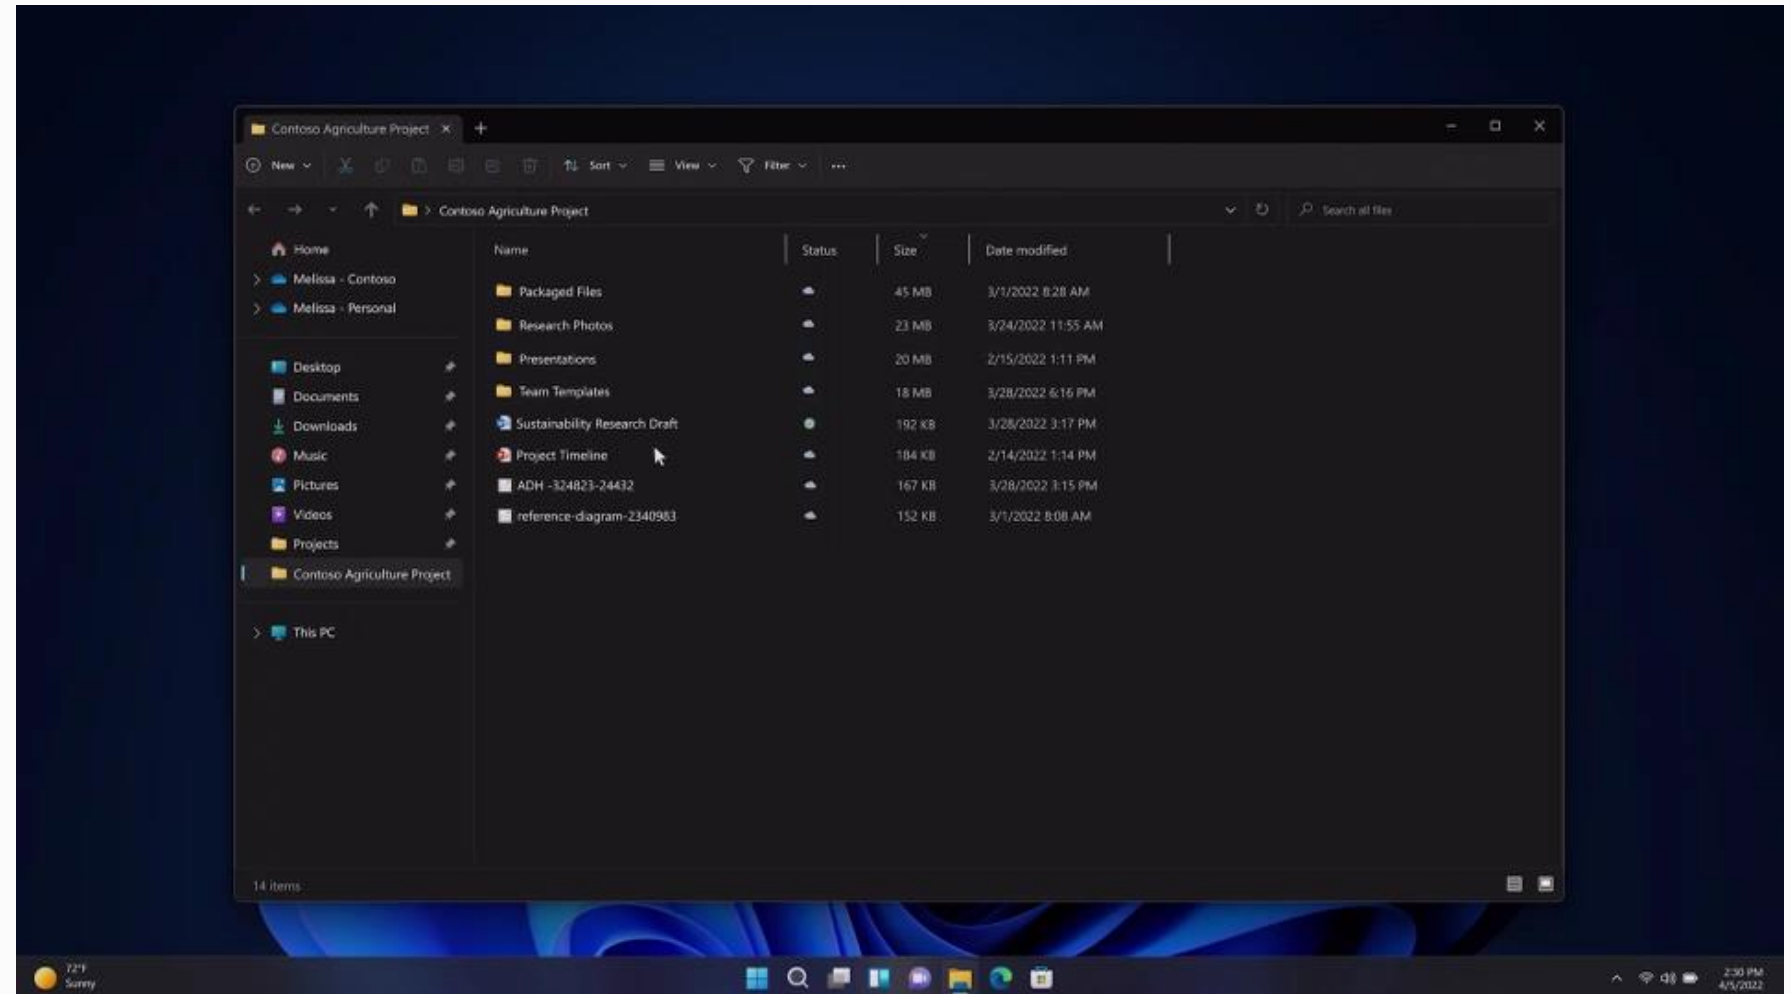 Contoso Agriculture Project
New Sort View Filter
Contoso Agriculture Project Search all files
Home
Melissa - Contoso
Melissa - Personal
Desktop
Documents
Downloads
Music
Pictures
Videos
Projects
Contoso Agriculture Project
This PC
Name Status Size Date modified
Packaged Files 45 MB 3/1/2022 8:28 AM
Research Photos 23 MB 3/24/2022 11:55 AM
Presentations 20 MB 2/15/2022 1:11 PM
Team Templates 18 MB 3/28/2022 6:16 PM
Sustainability Research Draft 192 KB 3/28/2022 3:17 PM
Project Timeline 184 KB 2/14/2022 1:14 PM
ADH -324823-24432 167 KB 3/28/2022 3:15 PM
reference-diagram-2340983 152 KB 3/1/2022 8:08 AM
14 items
72°F
Sunny
2:30 PM
4/5/2022